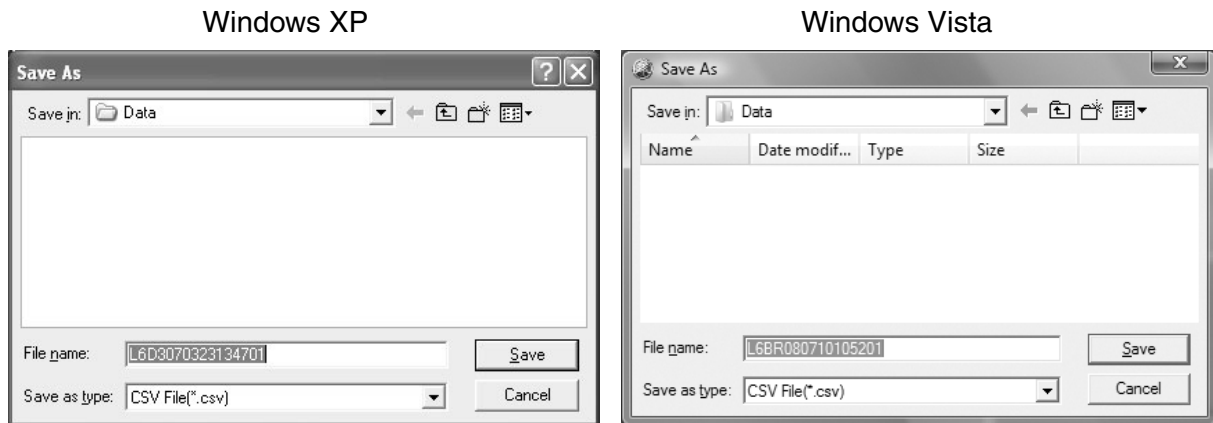 Windows XP
Save As
Save in: Data
File name: L6D3070323134701 Save
Save as type: CSV File(*.csv) Cancel
Windows Vista
Save As
Save in: Data
Name Date modif... Type Size
File name: L6BR080710105201 Save
Save as type: CSV File(*.csv) Cancel